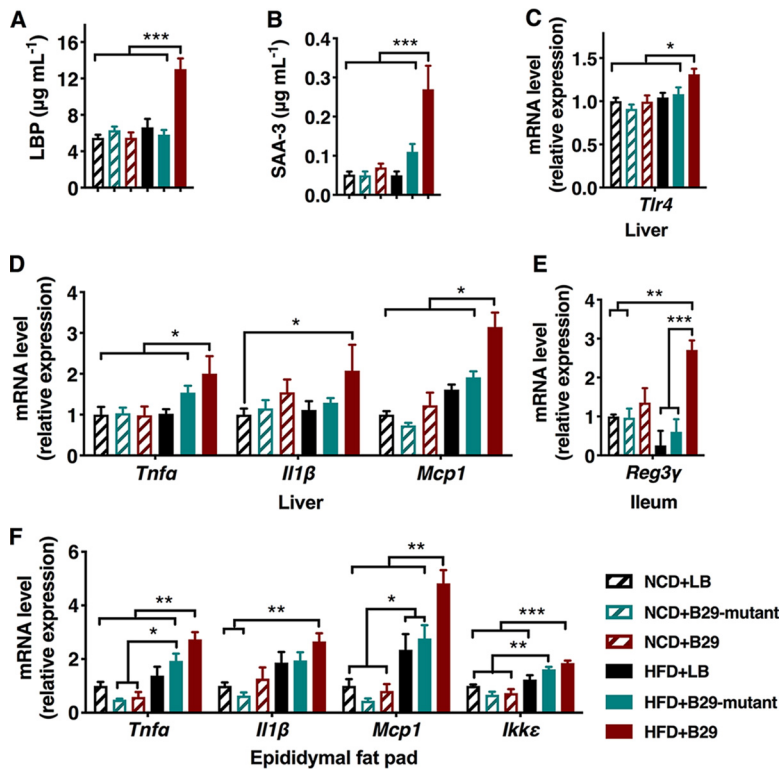 A
LBP (μg mL⁻¹)
16
12
8
4
0
***
B
SAA-3 (μg mL⁻¹)
0.4
0.3
0.2
0.1
0.0
***
C
mRNA level
(relative expression)
1.5
1.0
0.5
0.0
*
Tlr4
Liver
D
mRNA level
(relative expression)
4
3
2
1
0
*
*
*
Tnfα
Il1β
Mcp1
Liver
E
mRNA level
(relative expression)
4
3
2
1
0
**
***
Reg3γ
Ileum
F
mRNA level
(relative expression)
6
4
2
0
**
*
**
**
*
***
**
Tnfα
Il1β
Mcp1
Ikkε
Epididymal fat pad
NCD+LB
NCD+B29-mutant
NCD+B29
HFD+LB
HFD+B29-mutant
HFD+B29